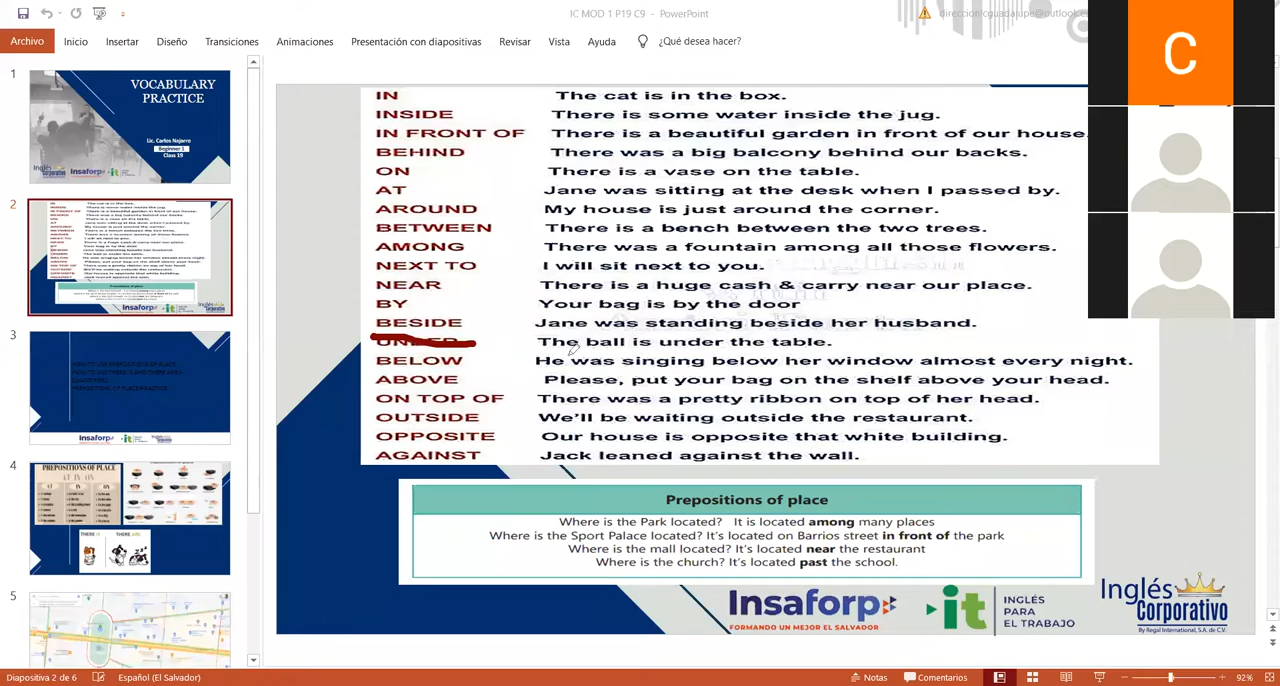 IC MOD 1 P19 C9 - PowerPoint
Archivo Inicio Insertar Diseño Transiciones Animaciones Presentación con diapositivas Revisar Vista Ayuda ¿Qué desea hacer?
1
VOCABULARY
PRACTICE
Lic. Carlos Najarro
Beginner 1
Class 19
2
3
4
PREPOSITIONS OF PLACE
AT IN ON
THERE IS THERE ARE
5
C
IN The cat is in the box.
INSIDE There is some water inside the jug.
IN FRONT OF There is a beautiful garden in front of our house.
BEHIND There was a big balcony behind our backs.
ON There is a vase on the table.
AT Jane was sitting at the desk when I passed by.
AROUND My house is just around the corner.
BETWEEN There is a bench between the two trees.
AMONG There was a fountain among all those flowers.
NEXT TO I will sit next to you.
NEAR There is a huge cash & carry near our place.
BY Your bag is by the door
BESIDE Jane was standing beside her husband.
UNDER The ball is under the table.
BELOW He was singing below her window almost every night.
ABOVE Please, put your bag on the shelf above your head.
ON TOP OF There was a pretty ribbon on top of her head.
OUTSIDE We'll be waiting outside the restaurant.
OPPOSITE Our house is opposite that white building.
AGAINST Jack leaned against the wall.
Prepositions of place
Where is the Park located? It is located among many places
Where is the Sport Palace located? It's located on Barrios street in front of the park
Where is the mall located? It's located near the restaurant
Where is the church? It's located past the school.
Insaforp
FORMANDO UN MEJOR EL SALVADOR
it
INGLÉS
PARA
EL TRABAJO
Inglés
Corporativo
By Regal International, S.A. de C.V.
Diapositiva 2 de 6 Español (El Salvador) Notas Comentarios 92%